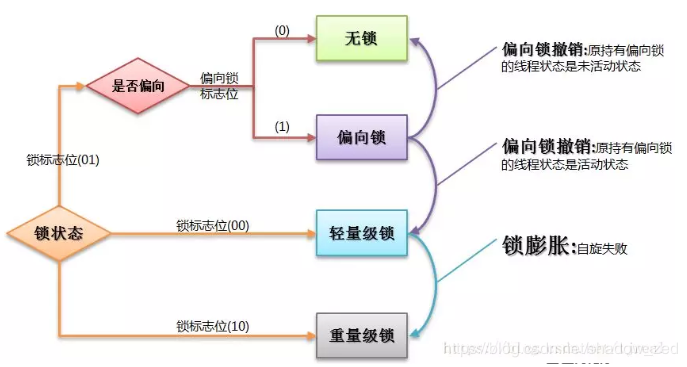 (0)
无锁
偏向锁撤销:原持有偏向锁
的线程状态是未活动状态
是否偏向
偏向锁
标志位
(1)
偏向锁
偏向锁撤销:原持有偏向锁
的线程状态是活动状态
锁标志位(01)
锁状态
锁标志位(00)
轻量级锁
锁膨胀:自旋失败
锁标志位(10)
重量级锁